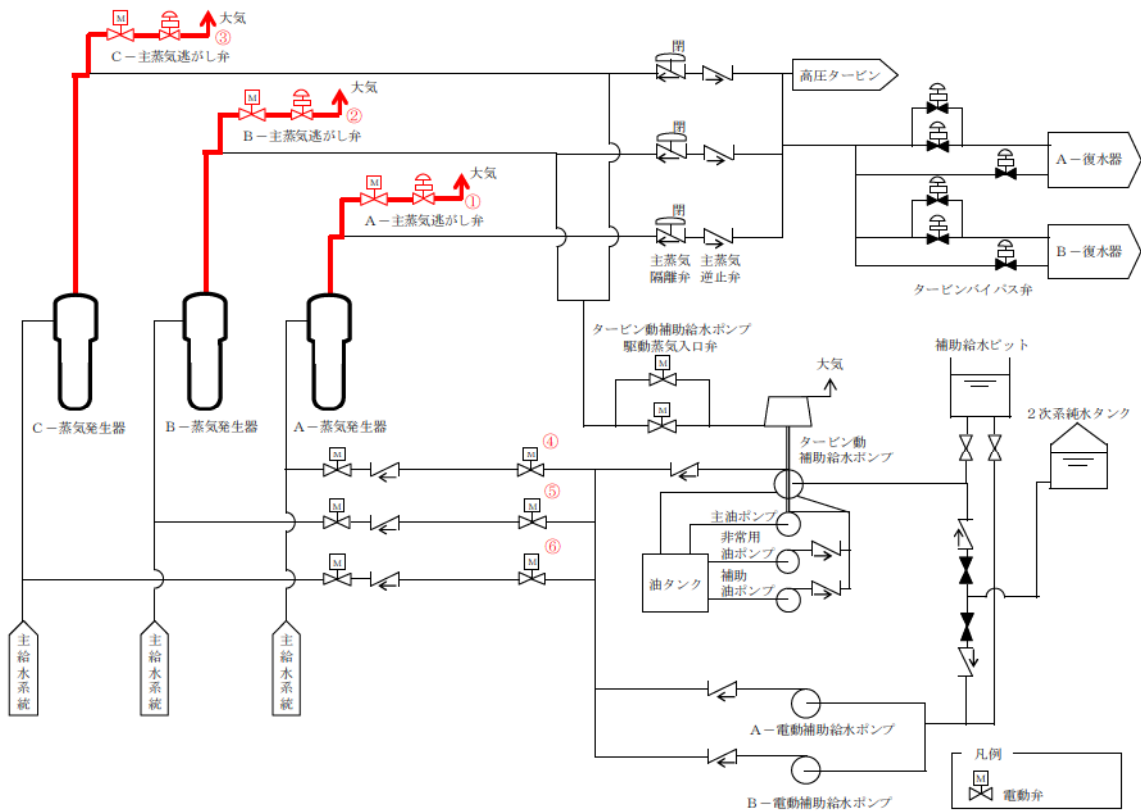 大気
M
③
C－主蒸気逃がし弁
大気
M
②
B－主蒸気逃がし弁
大気
M
①
A－主蒸気逃がし弁
閉
閉
閉
主蒸気
隔離弁
主蒸気
逆止弁
高圧タービン
A－復水器
B－復水器
タービンバイパス弁
タービン動補助給水ポンプ
駆動蒸気入口弁
M
M
大気
補助給水ピット
2次系純水タンク
C－蒸気発生器
B－蒸気発生器
A－蒸気発生器
タービン動
補助給水ポンプ
M
M
④
M
M
⑤
M
M
⑥
主油ポンプ
非常用
油ポンプ
補助
油ポンプ
油タンク
主給水系統
主給水系統
主給水系統
A－電動補助給水ポンプ
B－電動補助給水ポンプ
凡例
M
電動弁